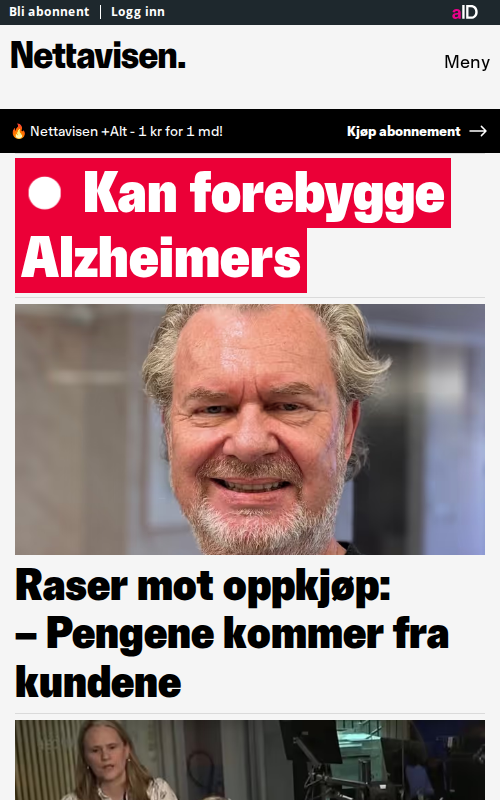 Bli abonnent | Logg inn
aID
Nettavisen.
Meny
🔥 Nettavisen +Alt - 1 kr for 1 md!
Kjøp abonnement →
Kan forebygge
Alzheimers
Raser mot oppkjøp:
– Pengene kommer fra
kundene